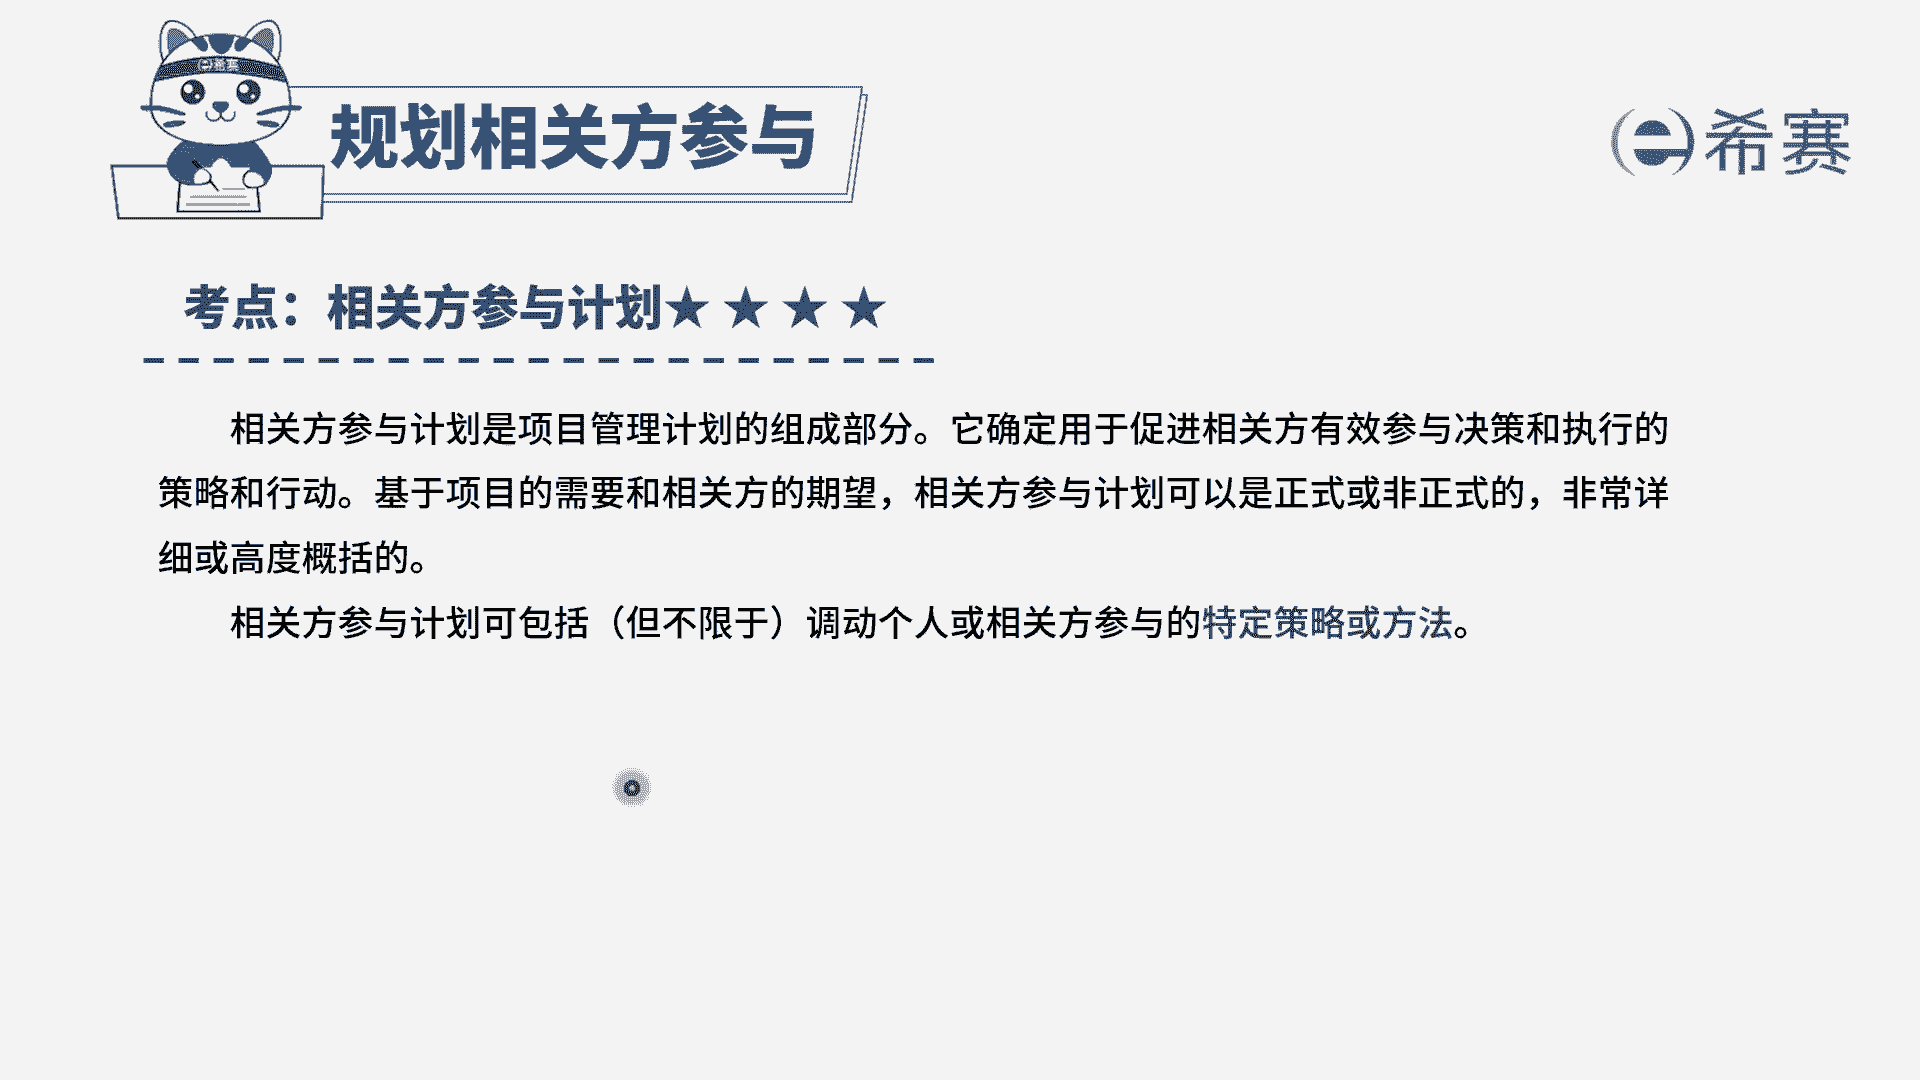 希赛
规划相关方参与
希赛
考点：相关方参与计划★★★★
相关方参与计划是项目管理计划的组成部分。它确定用于促进相关方有效参与决策和执行的
策略和行动。基于项目的需要和相关方的期望，相关方参与计划可以是正式或非正式的，非常详
细或高度概括的。
相关方参与计划可包括（但不限于）调动个人或相关方参与的特定策略或方法。